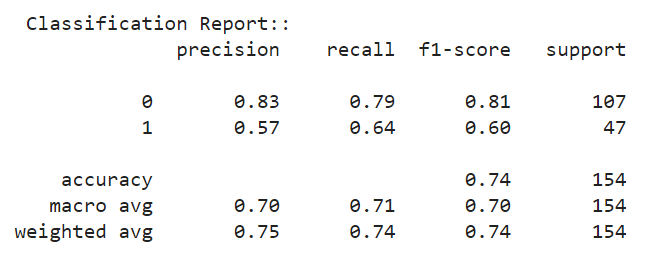 Classification Report::
precision recall f1-score support
0 0.83 0.79 0.81 107
1 0.57 0.64 0.60 47
accuracy 0.74 154
macro avg 0.70 0.71 0.70 154
weighted avg 0.75 0.74 0.74 154